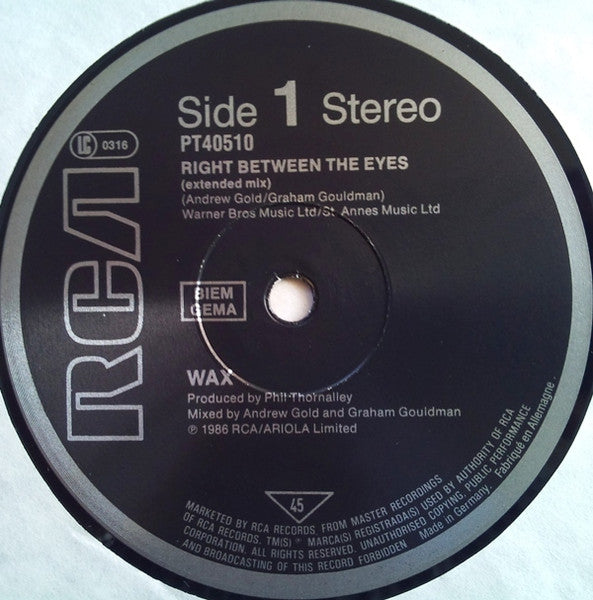 RCA
Side 1 Stereo
LC 0316
PT40510
RIGHT BETWEEN THE EYES
(extended mix)
(Andrew Gold/Graham Gouldman)
Warner Bros Music Ltd/St Annes Music Ltd
BIEM
GEMA
WAX
Produced by Phil Thornalley
Mixed by Andrew Gold and Graham Gouldman
℗ 1986 RCA/ARIOLA Limited
45
MARKETED BY RCA RECORDS, FROM MASTER RECORDINGS
OF RCA RECORDS. TM(S) ® MARCA(S) REGISTRADA(S) USED BY AUTHORITY OF RCA
CORPORATION. ALL RIGHTS RESERVED. UNAUTHORISED COPYING, PUBLIC PERFORMANCE
AND BROADCASTING OF THIS RECORD FORBIDDEN
Made in Germany. Fabriqué en Allemagne.